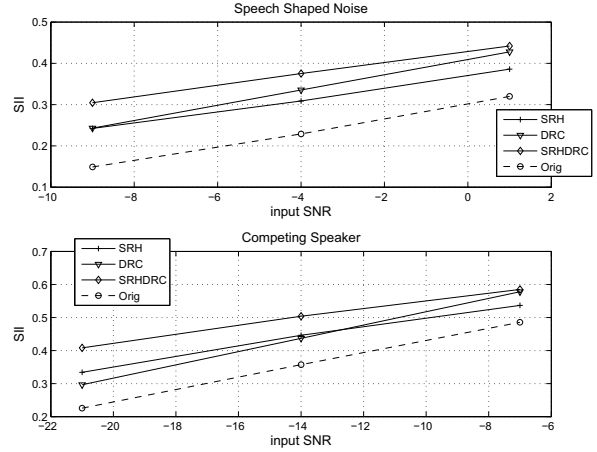 Speech Shaped Noise
0.5
0.4
0.3
0.2
0.1
SII
−10 −8 −6 −4 −2 0 2
input SNR
SRH
DRC
SRHDRC
Orig
Competing Speaker
0.7
0.6
0.5
0.4
0.3
0.2
SII
SRH
DRC
SRHDRC
Orig
−22 −20 −18 −16 −14 −12 −10 −8 −6
input SNR